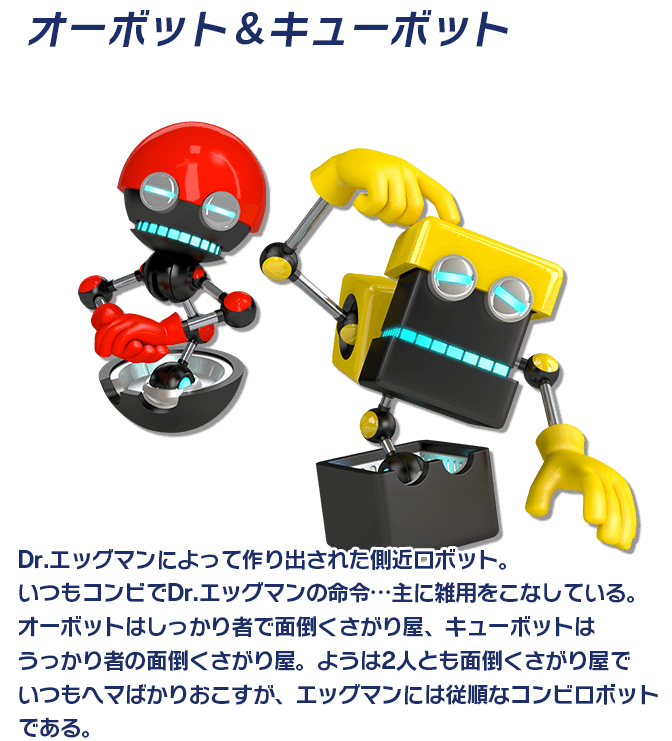 オーボット＆キューボット
Dr.エッグマンによって作り出された側近ロボット。
いつもコンビでDr.エッグマンの命令…主に雑用をこなしている。
オーボットはしっかり者で面倒くさがり屋、キューボットは
うっかり者の面倒くさがり屋。ようは2人とも面倒くさがり屋で
いつもヘマばかりおこすが、エッグマンには従順なコンビロボット
である。